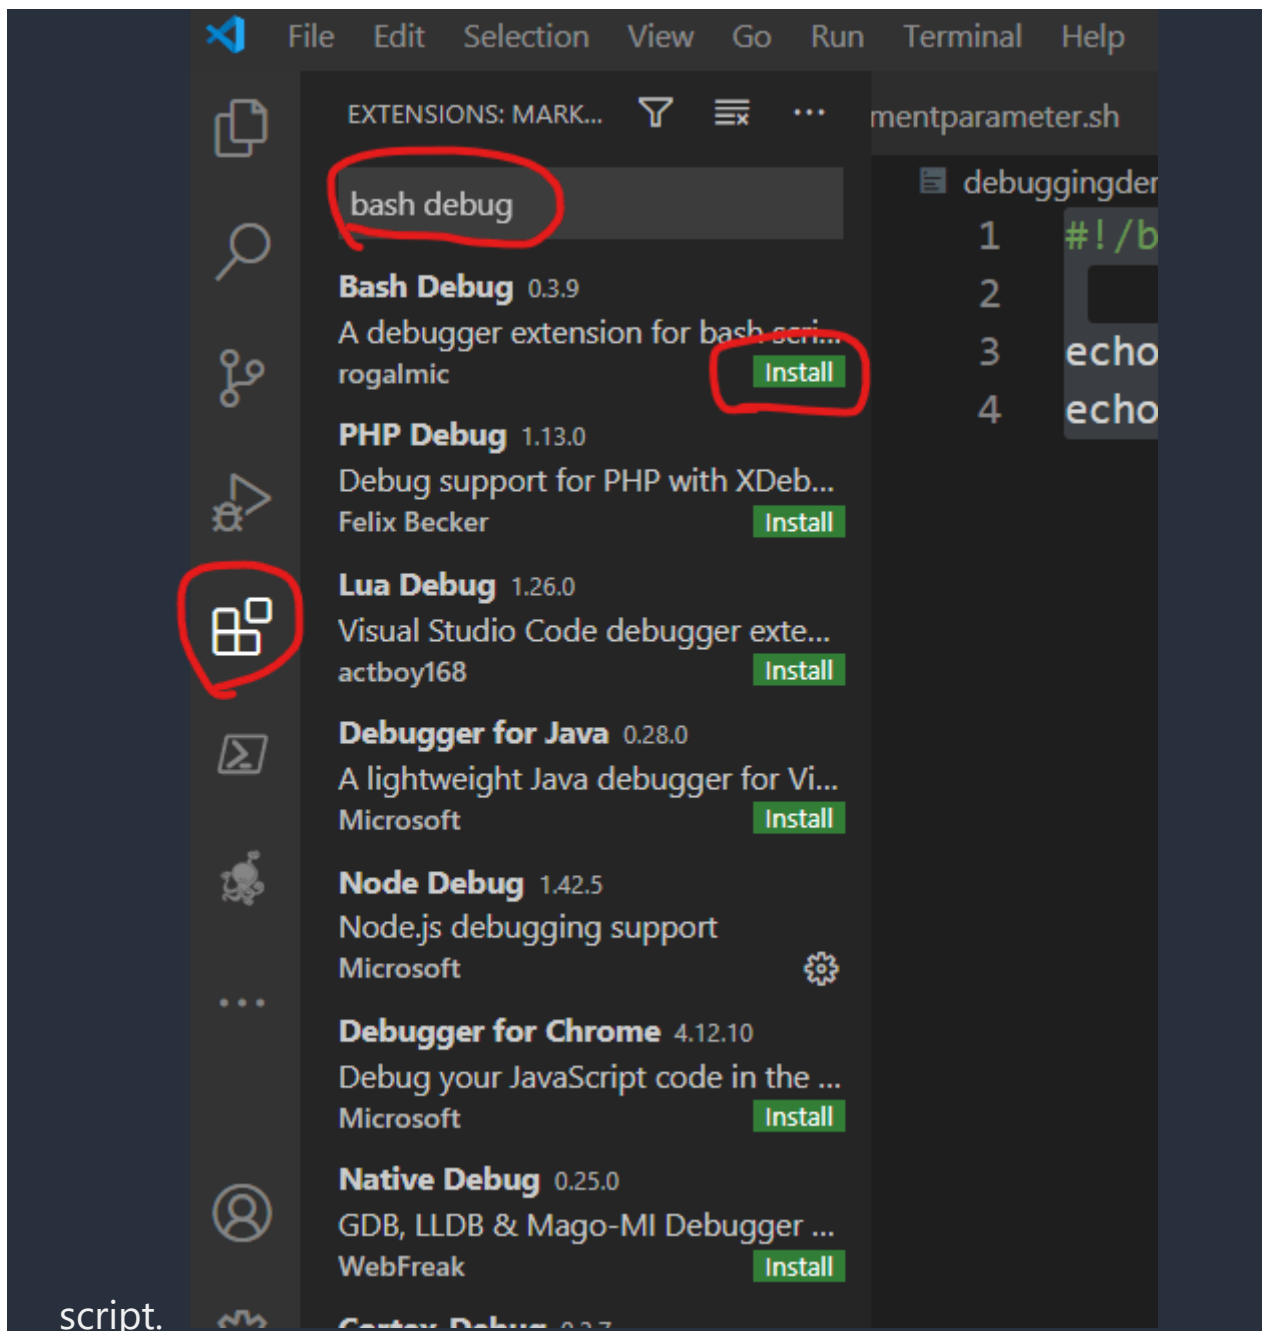 File Edit Selection View Go Run Terminal Help
EXTENSIONS: MARK... mentparameter.sh
bash debug
debuggingder
1 #!/b
2
3 echo
4 echo
Bash Debug 0.3.9
A debugger extension for bash scri...
rogalmic Install
PHP Debug 1.13.0
Debug support for PHP with XDeb...
Felix Becker Install
Lua Debug 1.26.0
Visual Studio Code debugger exte...
actboy168 Install
Debugger for Java 0.28.0
A lightweight Java debugger for Vi...
Microsoft Install
Node Debug 1.42.5
Node.js debugging support
Microsoft
Debugger for Chrome 4.12.10
Debug your JavaScript code in the ...
Microsoft Install
Native Debug 0.25.0
GDB, LLDB & Mago-MI Debugger ...
WebFreak Install
Cortex-Debug 0.3.7
script.